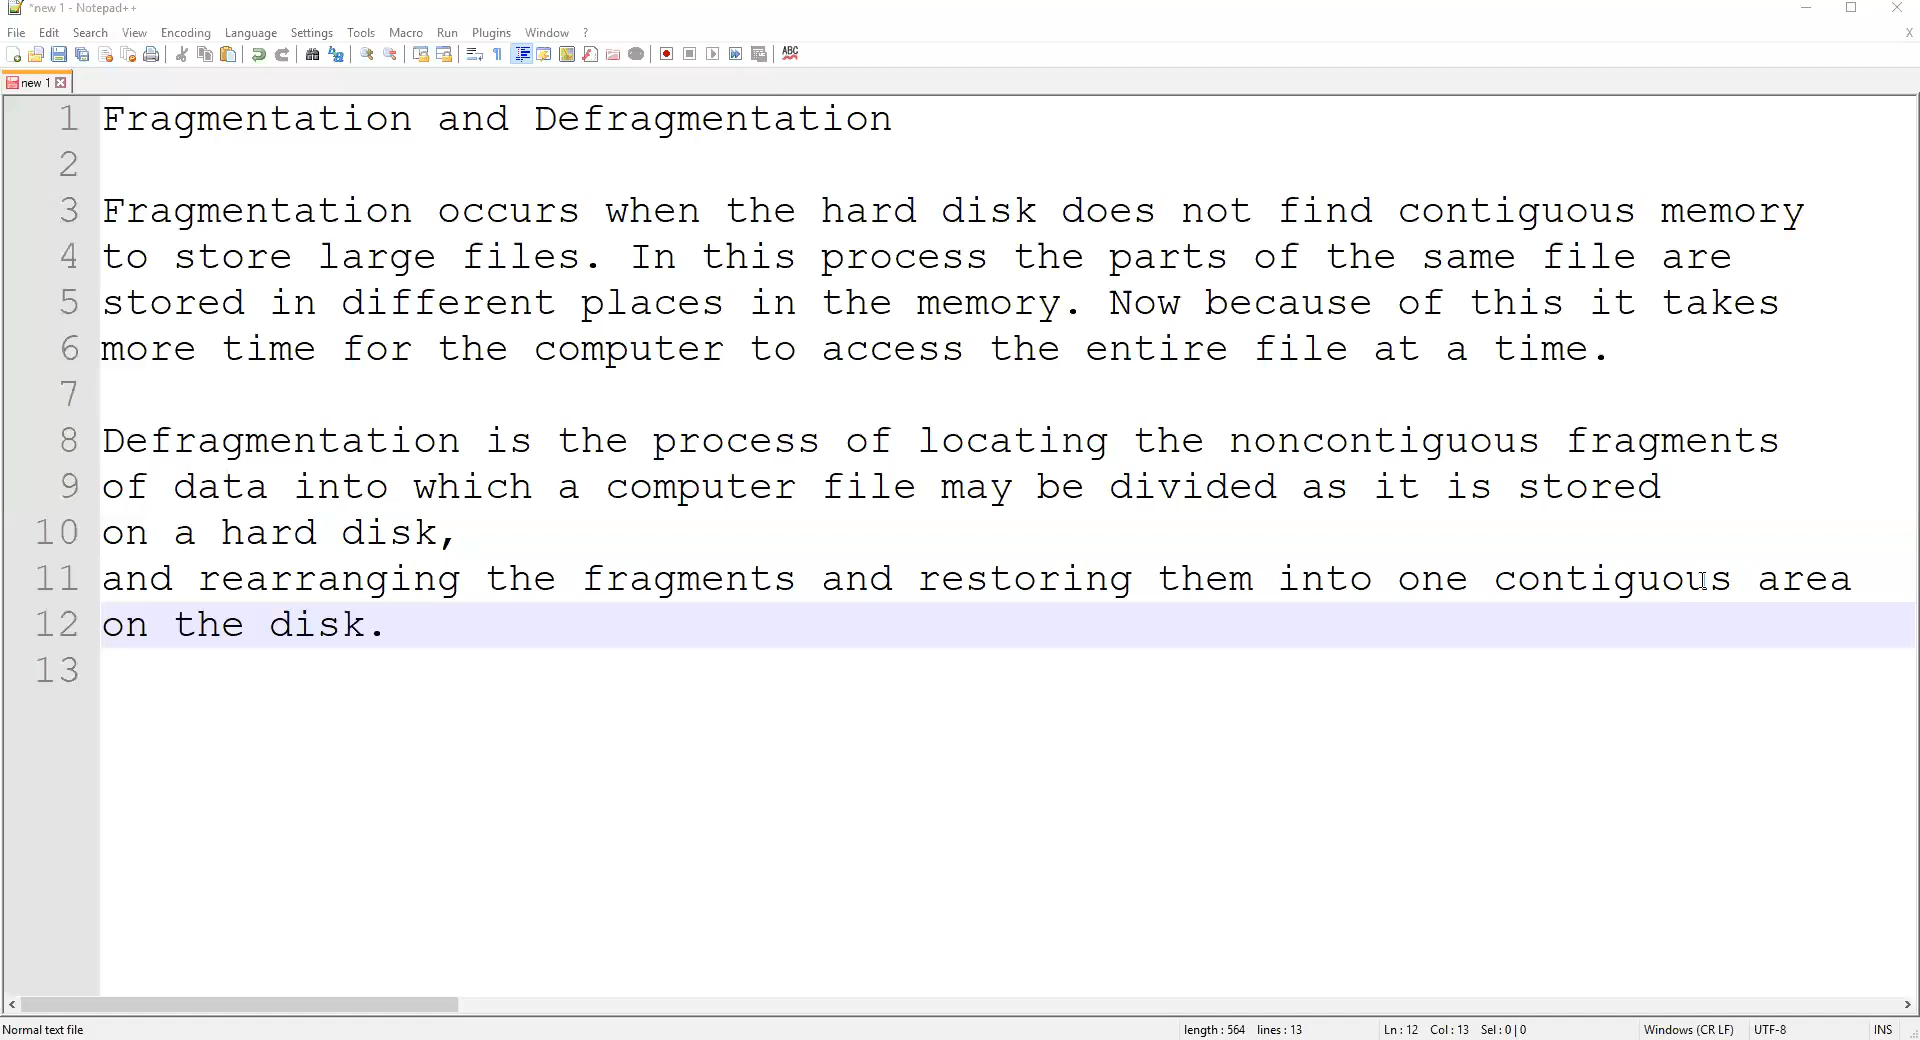 *new 1 - Notepad++
File Edit Search View Encoding Language Settings Tools Macro Run Plugins Window ? X
ABC
new 1
1 Fragmentation and Defragmentation
2
3 Fragmentation occurs when the hard disk does not find contiguous memory
4 to store large files. In this process the parts of the same file are
5 stored in different places in the memory. Now because of this it takes
6 more time for the computer to access the entire file at a time.
7
8 Defragmentation is the process of locating the noncontiguous fragments
9 of data into which a computer file may be divided as it is stored
10 on a hard disk,
11 and rearranging the fragments and restoring them into one contiguous area
12 on the disk.
13
Normal text file length : 564 lines : 13 Ln : 12 Col : 13 Sel : 0 | 0 Windows (CR LF) UTF-8 INS